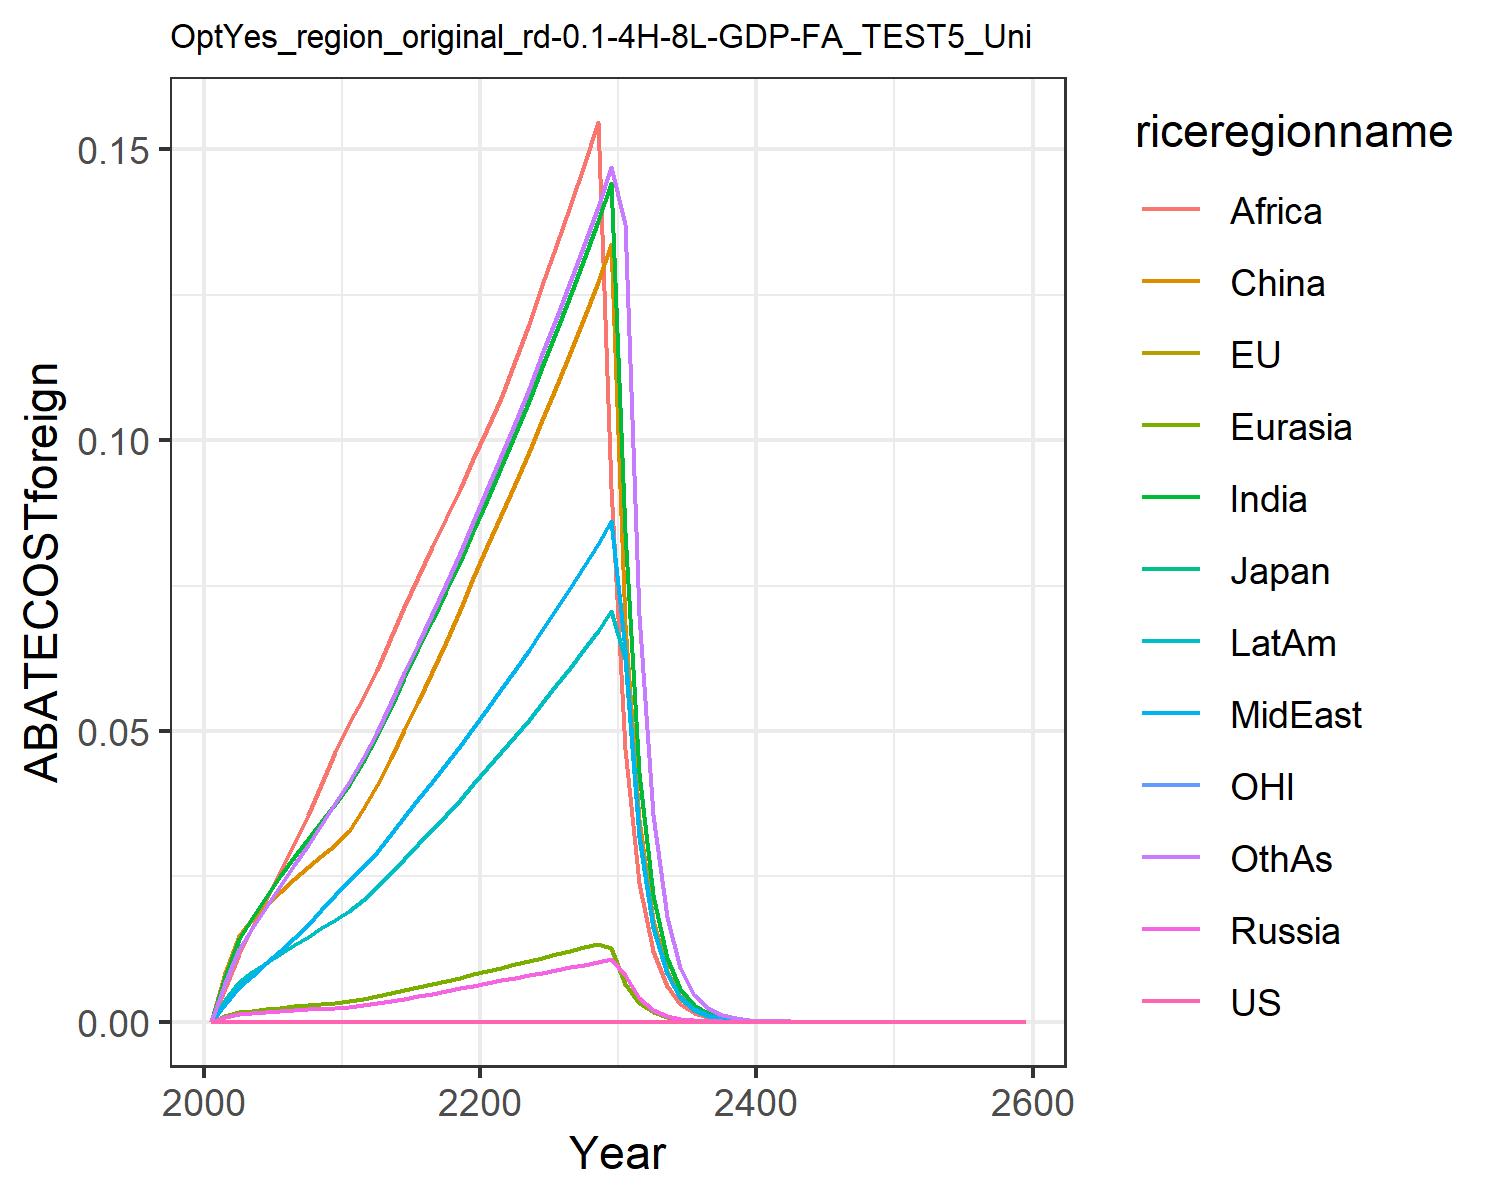 OptYes_region_original_rd-0.1-4H-8L-GDP-FA_TEST5_Uni
ABATECOSTforeign
0.15
0.10
0.05
0.00
2000 2200 2400 2600
Year
riceregionname
Africa
China
EU
Eurasia
India
Japan
LatAm
MidEast
OHI
OthAs
Russia
US